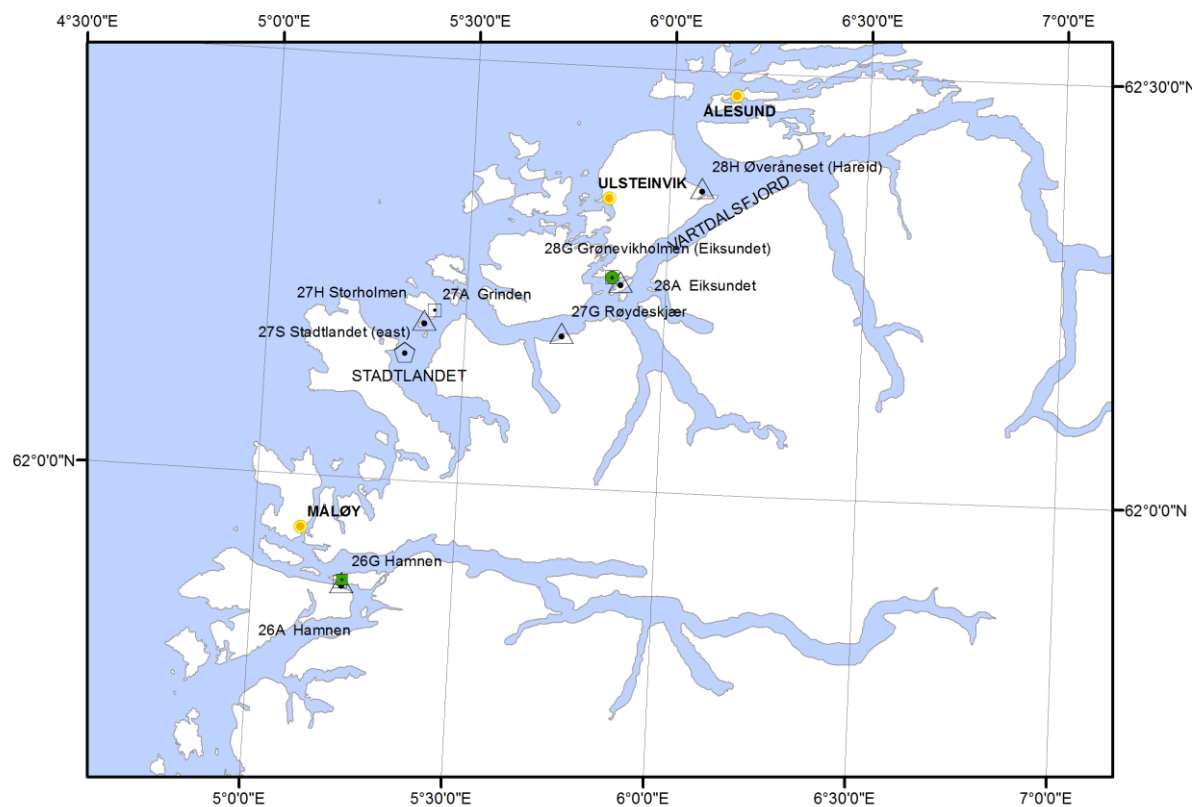 4°30'0"E 5°0'0"E 5°30'0"E 6°0'0"E 6°30'0"E 7°0'0"E
62°30'0"N
ÅLESUND
28H Øveråneset (Hareid)
ULSTEINVIK
VARTDALSFJORD
28G Grønevikholmen (Eiksundet)
28A Eiksundet
27H Storholmen
27A Grinden
27G Røydeskjær
27S Stadtlandet (east)
STADTLANDET
62°0'0"N
MÅLØY
62°0'0"N
26G Hamnen
26A Hamnen
5°0'0"E 5°30'0"E 6°0'0"E 6°30'0"E 7°0'0"E